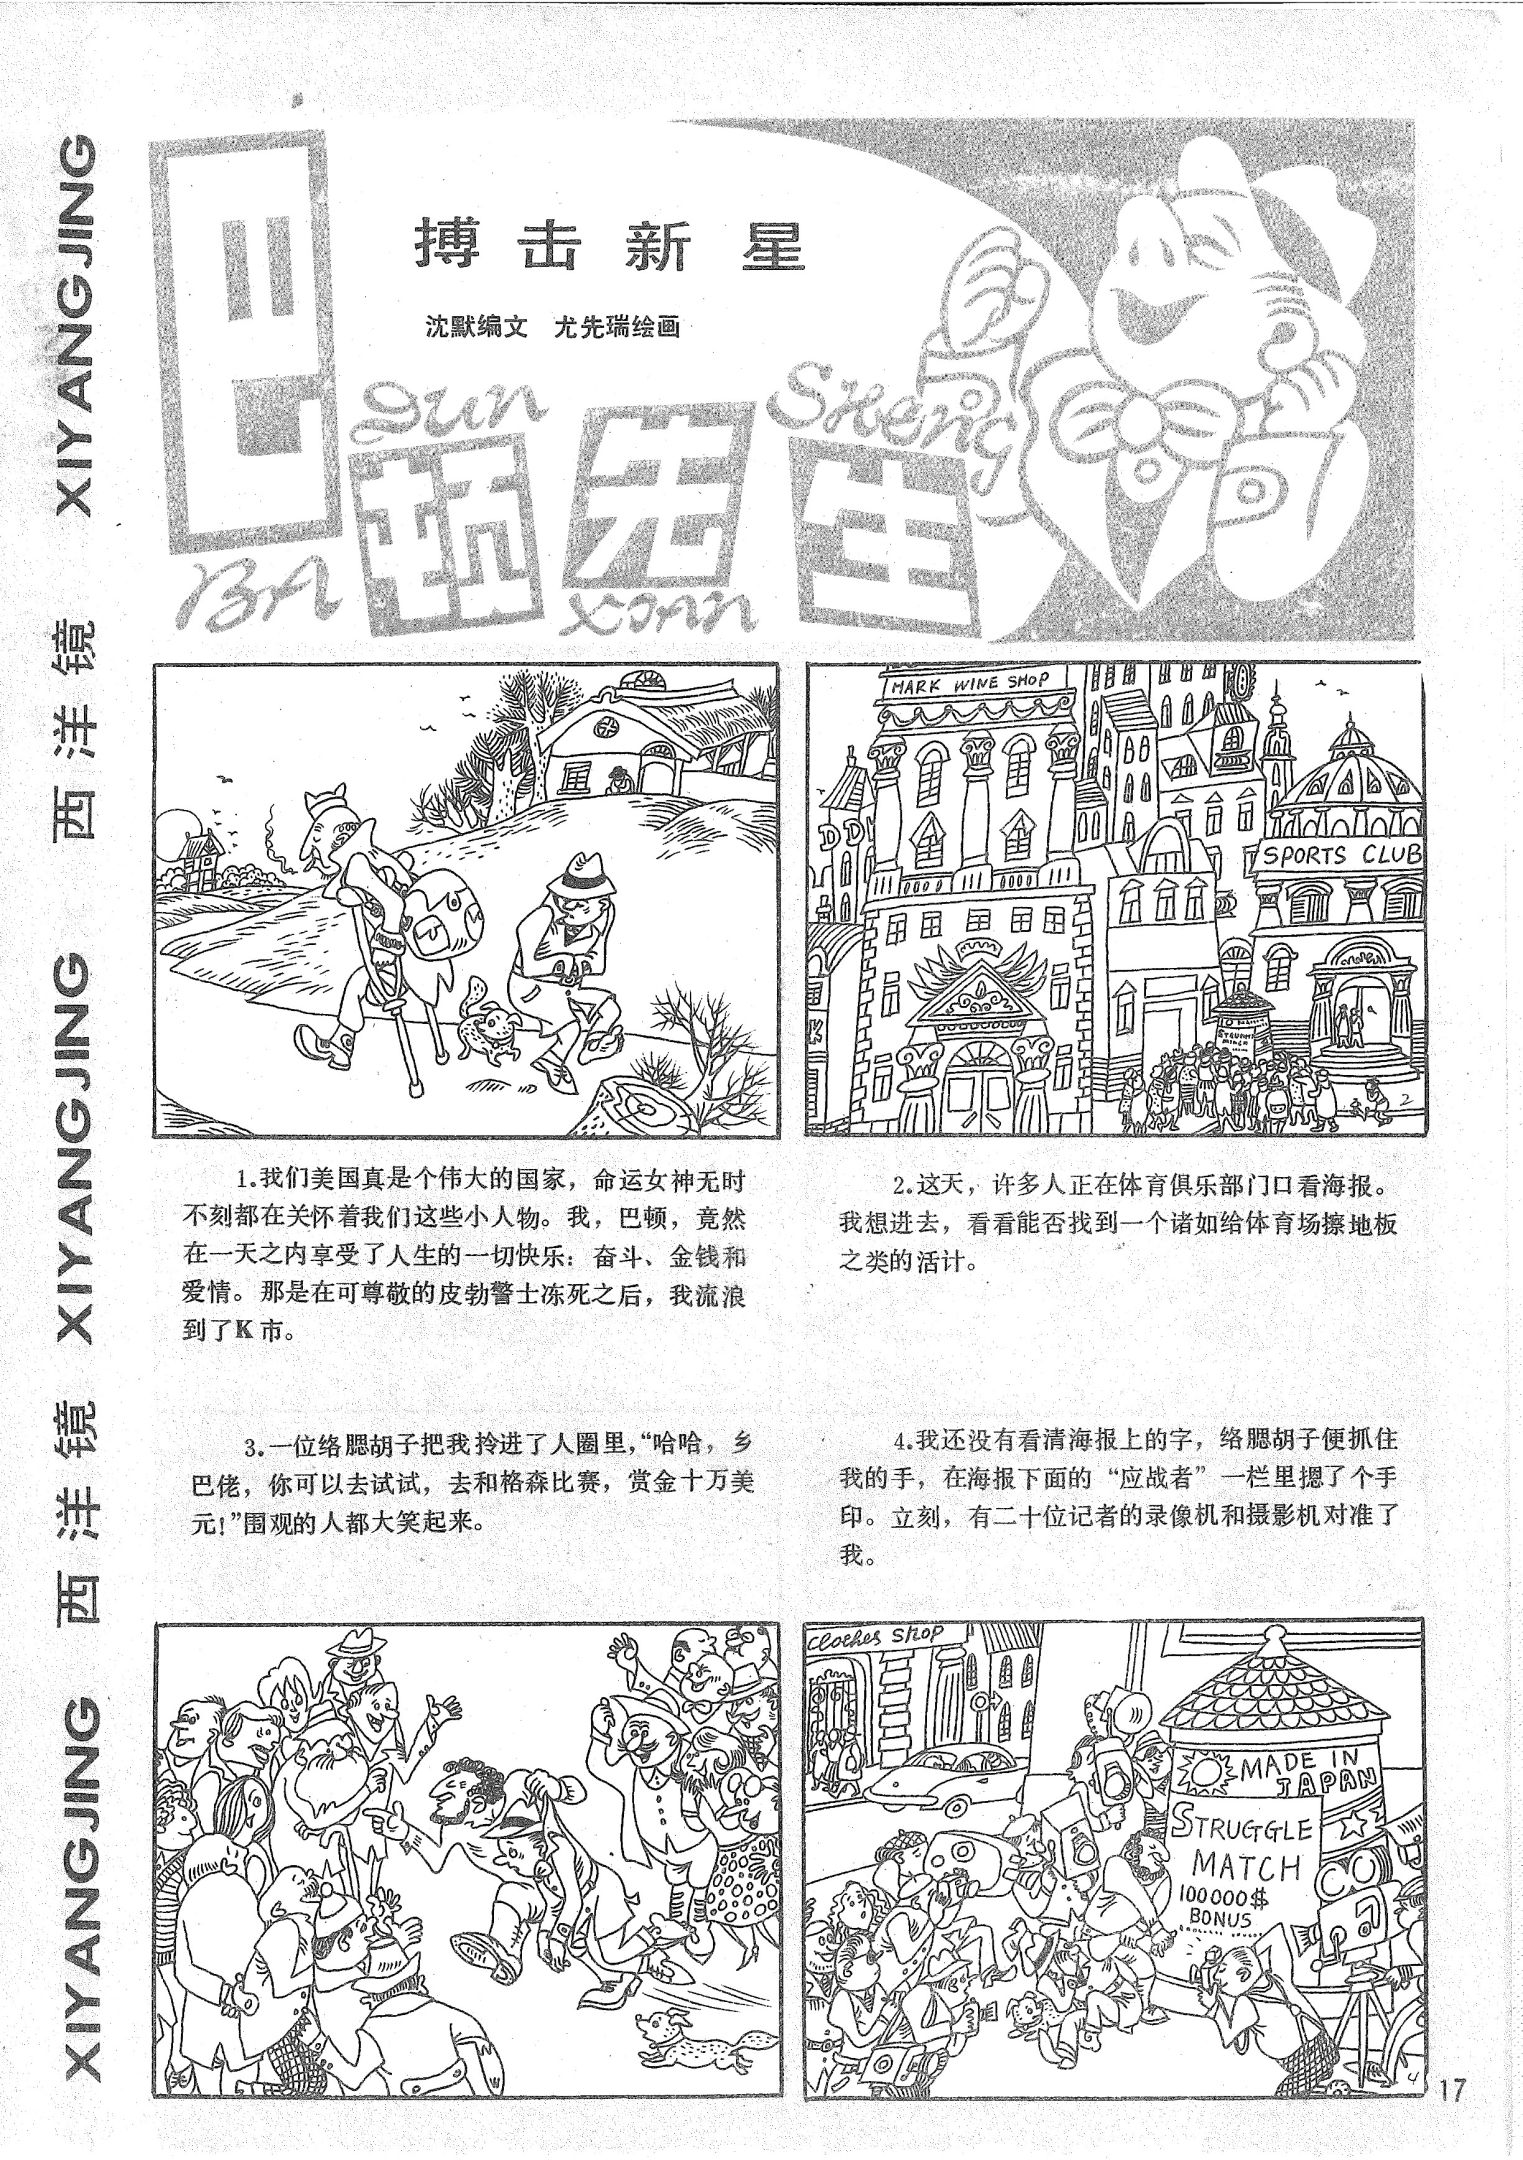 XIYANGJING 西洋镜 XIYANGJING 西洋镜 XIYANGJING
搏击新星
沈默编文 尤先瑞绘画
巴顿先生
BA DUN XIAN SHENG
MARK WINE SHOP
SPORTS CLUB
STRUGGLE
2
1.我们美国真是个伟大的国家，命运女神无时
不刻都在关怀着我们这些小人物。我，巴顿，竟然
在一天之内享受了人生的一切快乐：奋斗、金钱和
爱情。那是在可尊敬的皮勃警士冻死之后，我流浪
到了K市。
2.这天，许多人正在体育俱乐部门口看海报。
我想进去，看看能否找到一个诸如给体育场擦地板
之类的活计。
3.一位络腮胡子把我拎进了人圈里，“哈哈，乡
巴佬，你可以去试试，去和格森比赛，赏金十万美
元！”围观的人都大笑起来。
4.我还没有看清海报上的字，络腮胡子便抓住
我的手，在海报下面的“应战者”一栏里摁了个手
印。立刻，有二十位记者的录像机和摄影机对准了
我。
Clothes Shop
MADE IN
JAPAN
STRUGGLE
MATCH
100000$
BONUS
4
17